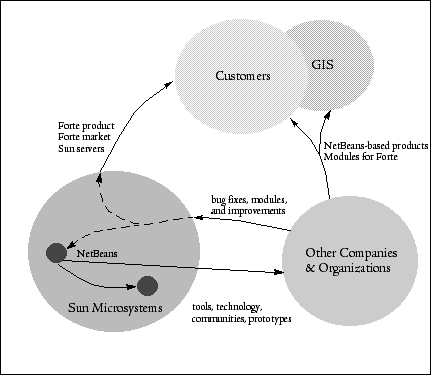 Customers
GIS
Forte product
Forte market
Sun servers
NetBeans-based products
Modules for Forte
bug fixes, modules,
and improvements
NetBeans
Other Companies
& Organizations
Sun Microsystems
tools, technology,
communities, prototypes